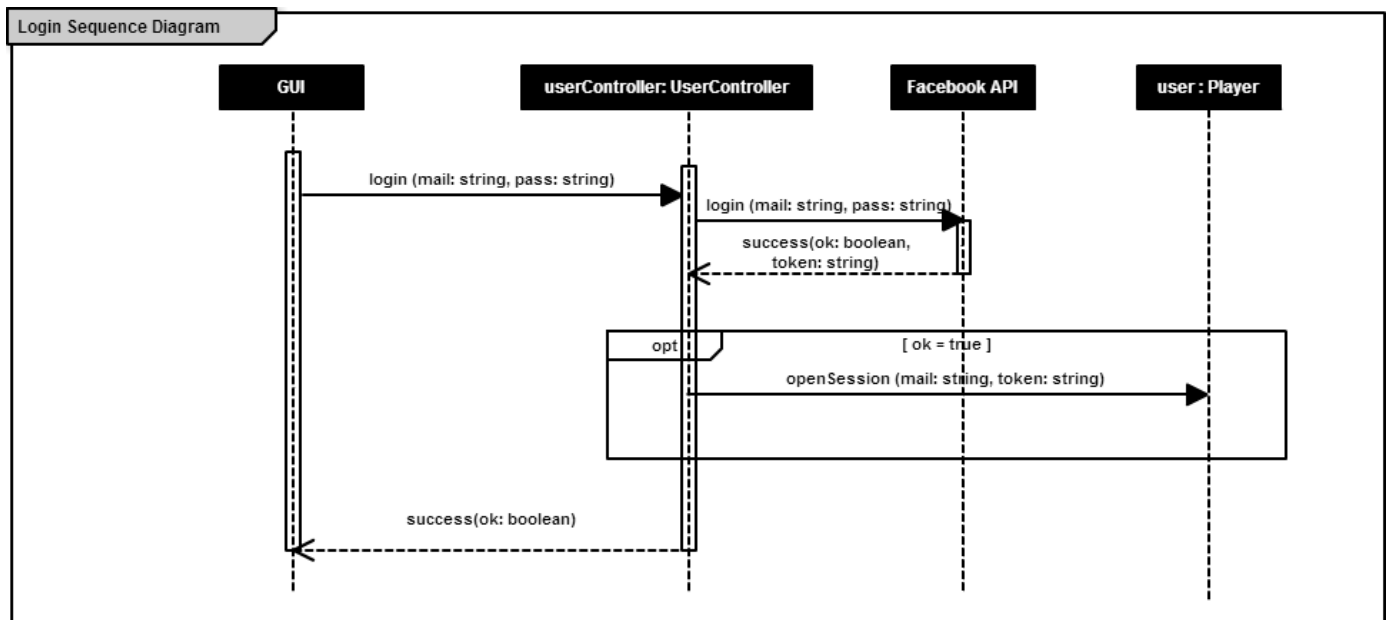 Login Sequence Diagram
GUI
userController: UserController
Facebook API
user : Player
login (mail: string, pass: string)
login (mail: string, pass: string)
success(ok: boolean,
token: string)
opt
[ ok = true ]
openSession (mail: string, token: string)
success(ok: boolean)